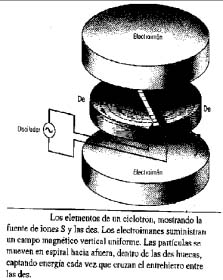 Electroimán
De
De
Oscilador
Electroimán
Los elementos de un ciclotron, mostrando la
fuente de iones S y las des. Los electroimanes suministran
un campo magnético vertical uniforme. Las partículas se
mueven en espiral hacia afuera, dentro de las des huecas,
captando energía cada vez que cruzan el entrehierro entre
las des.